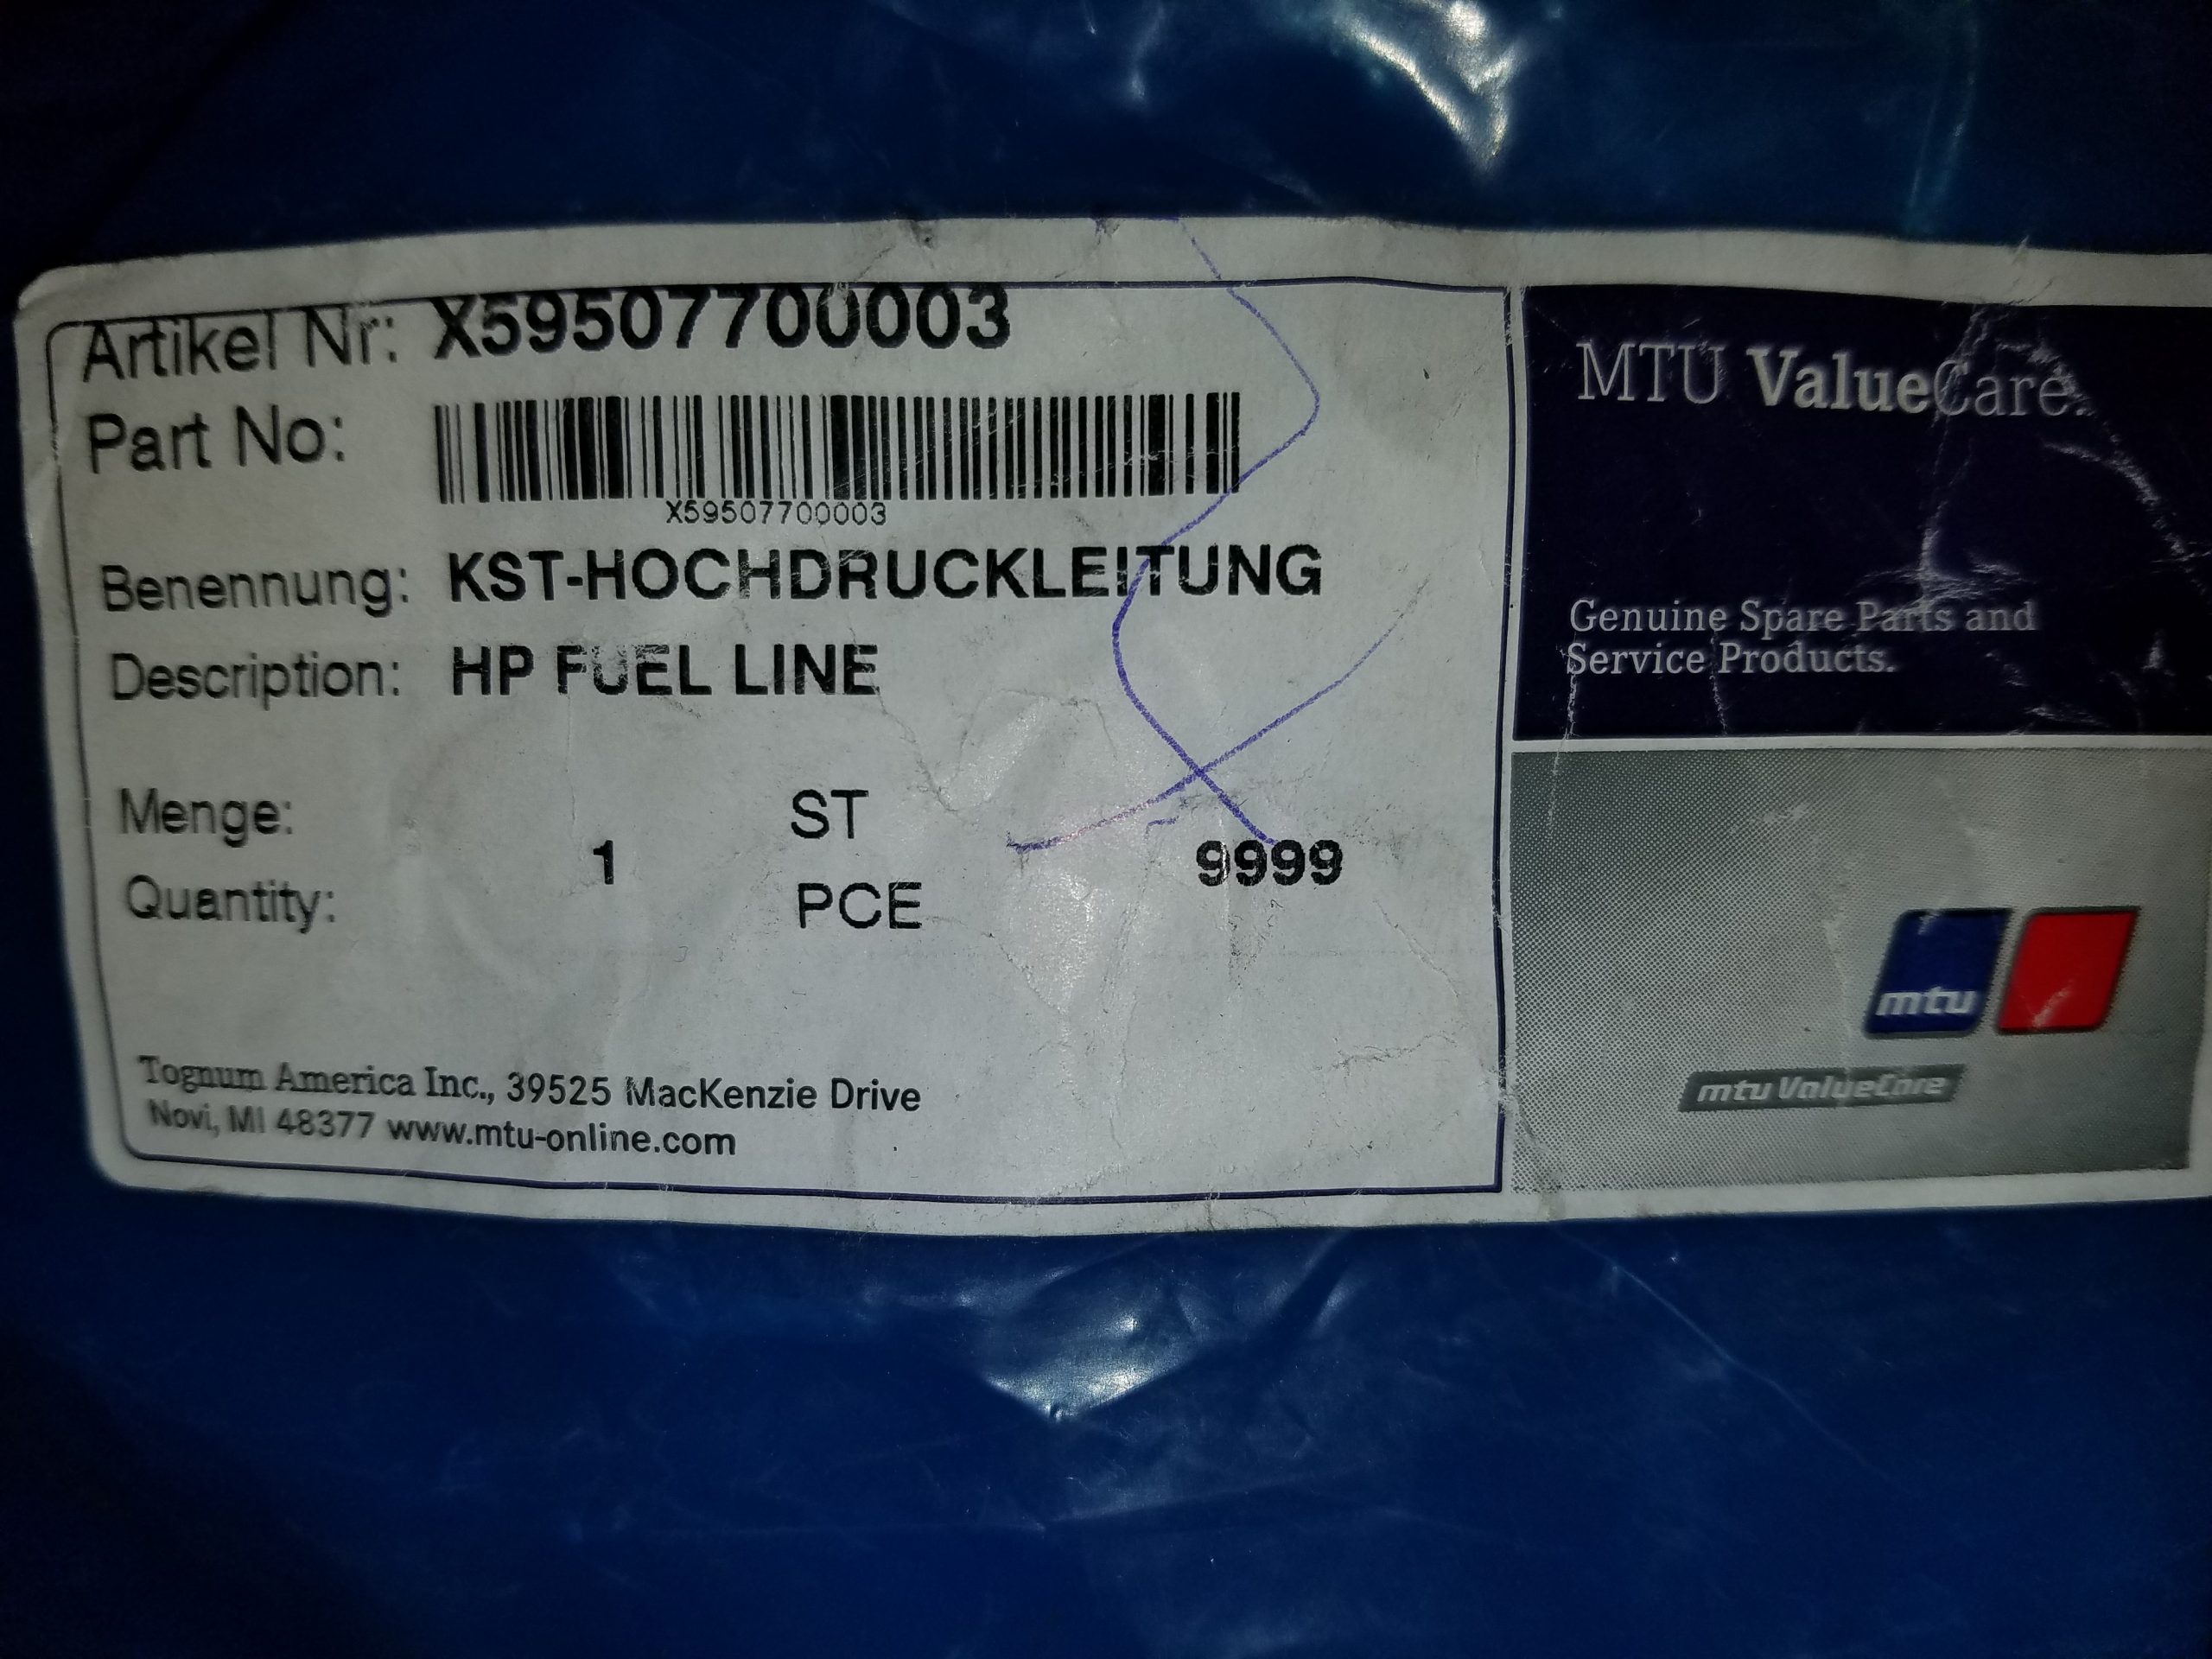 Artikel Nr: X59507700003
Part No:
X59507700003
Benennung: KST-HOCHDRUCKLEITUNG
Description: HP FUEL LINE
Menge: ST
1 9999
Quantity: PCE
Tognum America Inc., 39525 MacKenzie Drive
Novi, MI 48377 www.mtu-online.com
MTU ValueCare.
Genuine Spare Parts and
Service Products.
mtu
mtu ValueCare